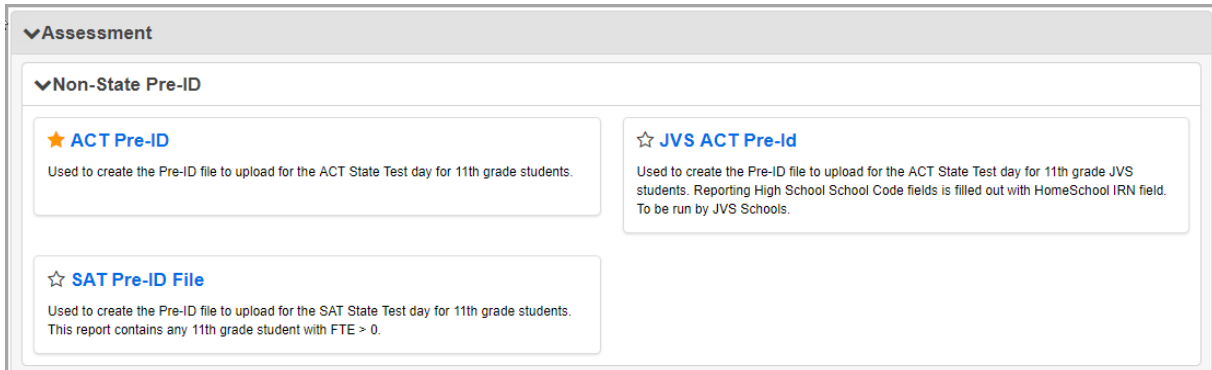 Assessment
Non-State Pre-ID
ACT Pre-ID
Used to create the Pre-ID file to upload for the ACT State Test day for 11th grade students.
JVS ACT Pre-Id
Used to create the Pre-ID file to upload for the ACT State Test day for 11th grade JVS
students. Reporting High School School Code fields is filled out with HomeSchool IRN field.
To be run by JVS Schools.
SAT Pre-ID File
Used to create the Pre-ID file to upload for the SAT State Test day for 11th grade students.
This report contains any 11th grade student with FTE > 0.